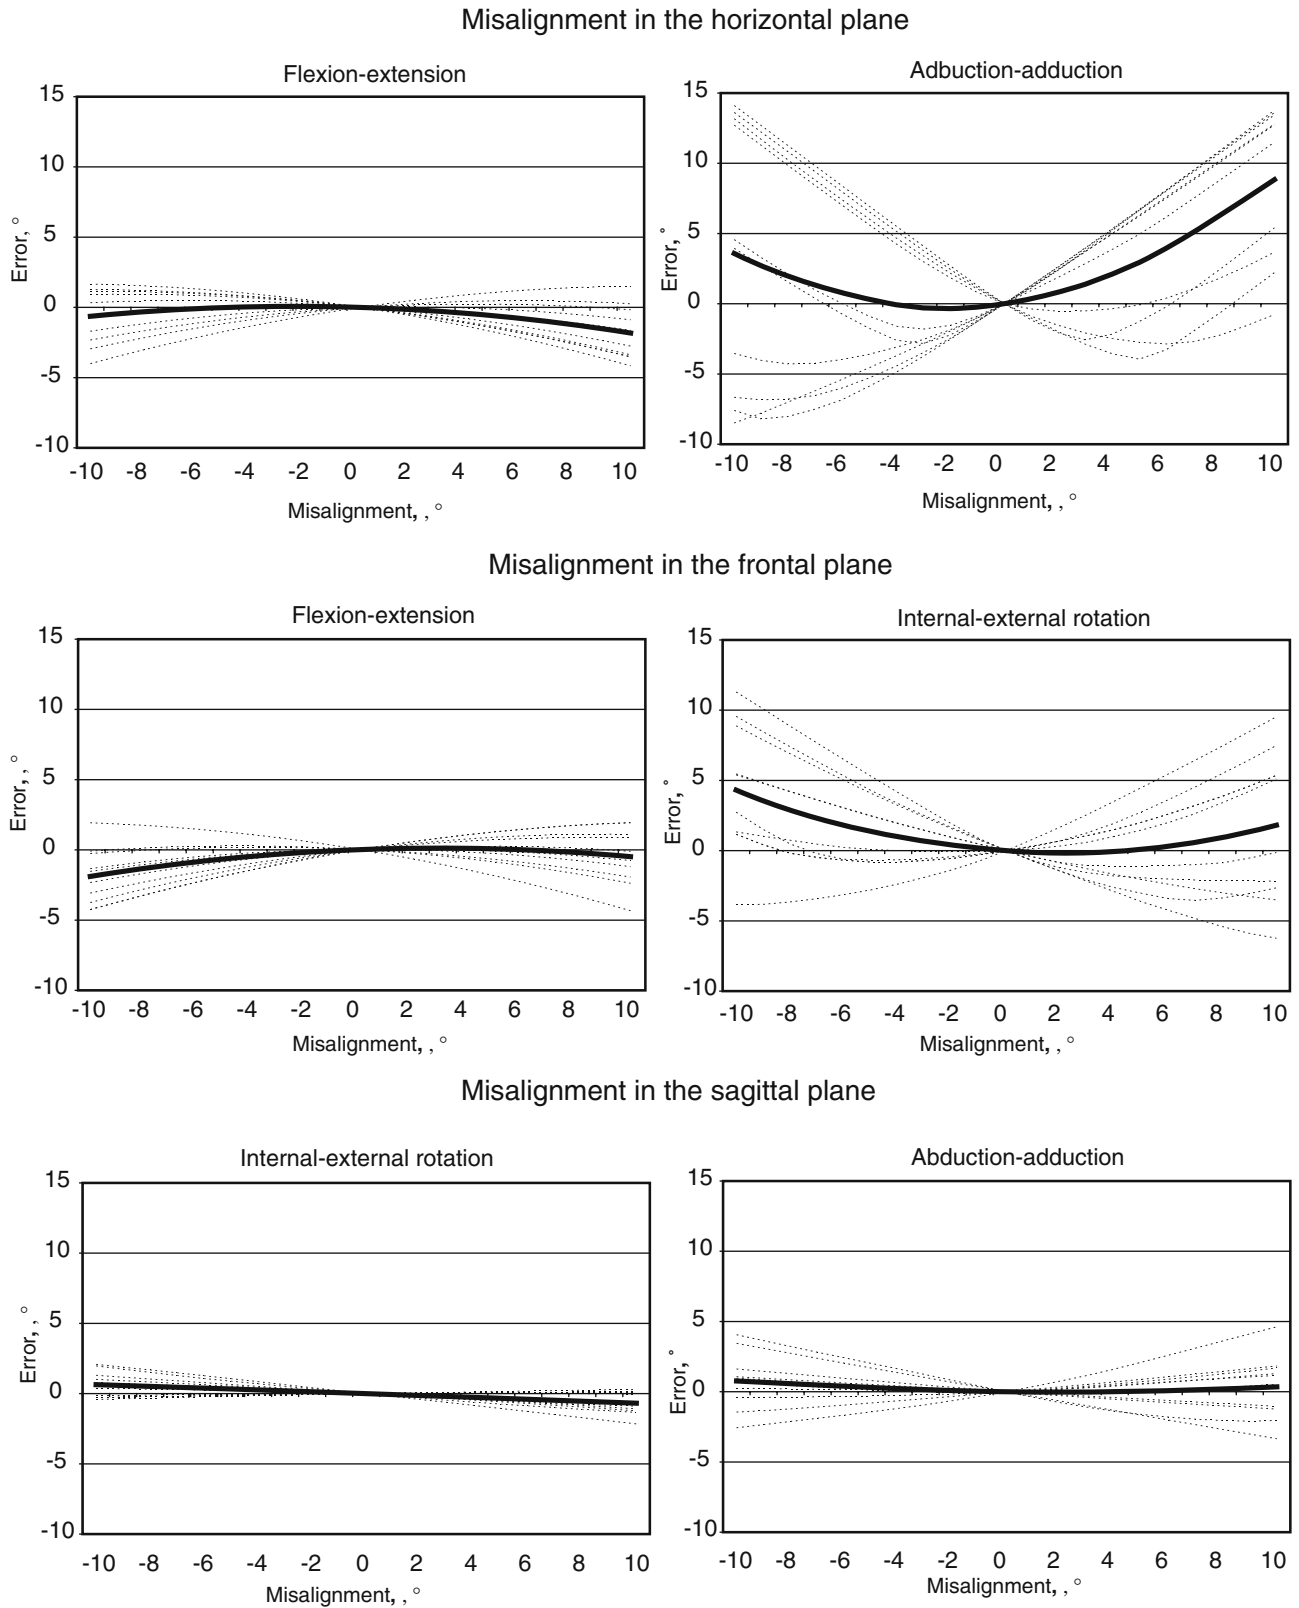 Misalignment in the horizontal plane
Flexion-extension
15
10
5
0
-5
-10
Error, °
-10 -8 -6 -4 -2 0 2 4 6 8 10
Misalignment, , °
Adbuction-adduction
15
10
5
0
-5
-10
Error, °
-10 -8 -6 -4 -2 0 2 4 6 8 10
Misalignment, , °
Misalignment in the frontal plane
Flexion-extension
15
10
5
0
-5
-10
Error, , °
-10 -8 -6 -4 -2 0 2 4 6 8 10
Misalignment, , °
Internal-external rotation
15
10
5
0
-5
-10
Error, °
-10 -8 -6 -4 -2 0 2 4 6 8 10
Misalignment, , °
Misalignment in the sagittal plane
Internal-external rotation
15
10
5
0
-5
-10
Error, , °
-10 -8 -6 -4 -2 0 2 4 6 8 10
Misalignment, , °
Abduction-adduction
15
10
5
0
-5
-10
Error, °
-10 -8 -6 -4 -2 0 2 4 6 8 10
Misalignment, , °